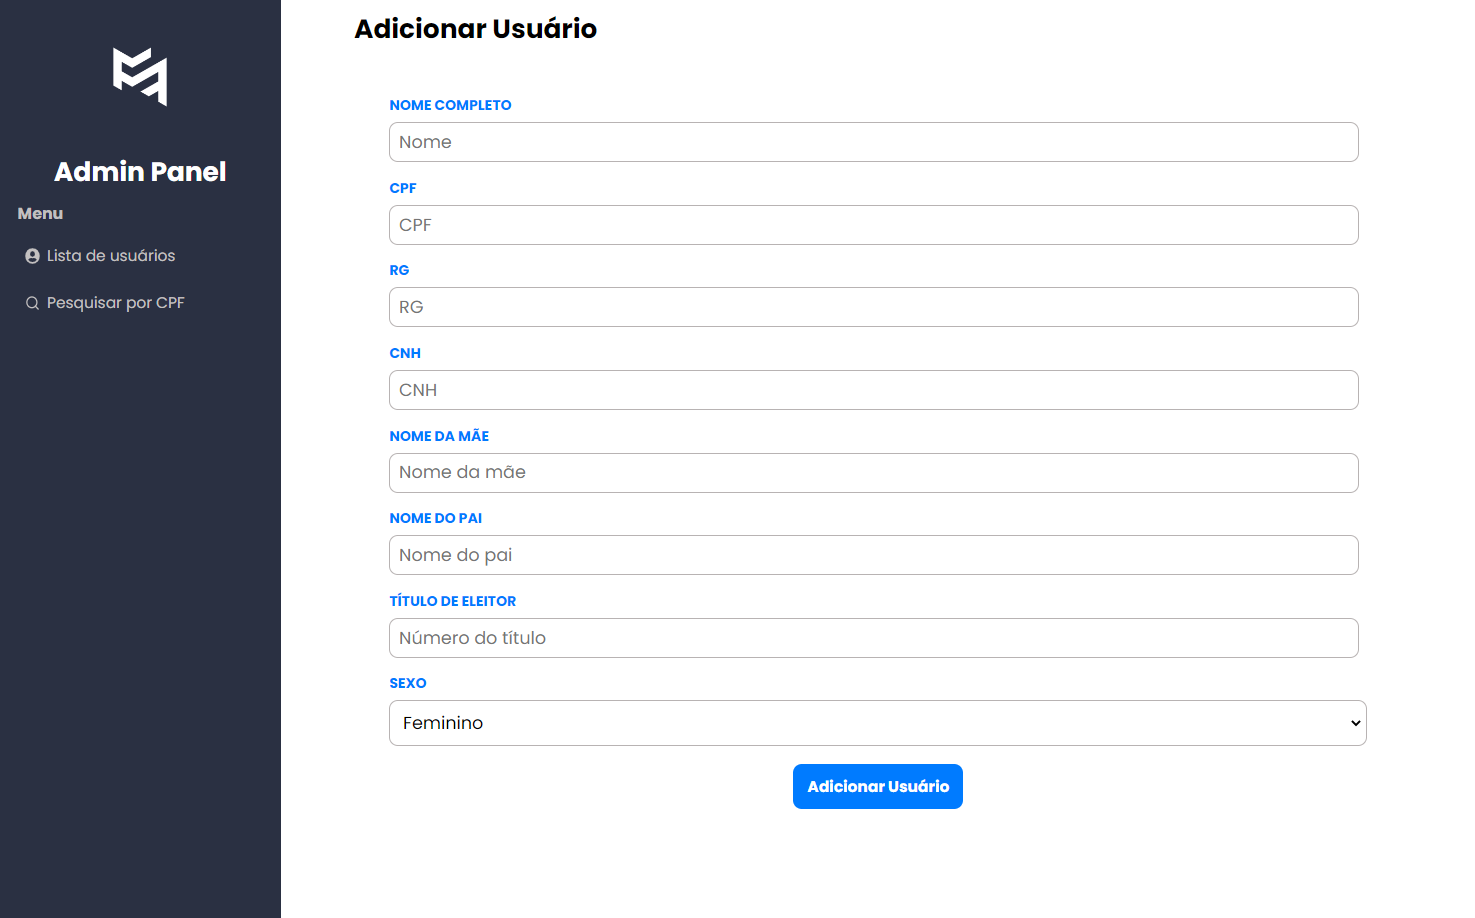 Admin Panel
Menu
Lista de usuários
Pesquisar por CPF
Adicionar Usuário
NOME COMPLETO
Nome
CPF
CPF
RG
RG
CNH
CNH
NOME DA MÃE
Nome da mãe
NOME DO PAI
Nome do pai
TÍTULO DE ELEITOR
Número do título
SEXO
Feminino
Adicionar Usuário